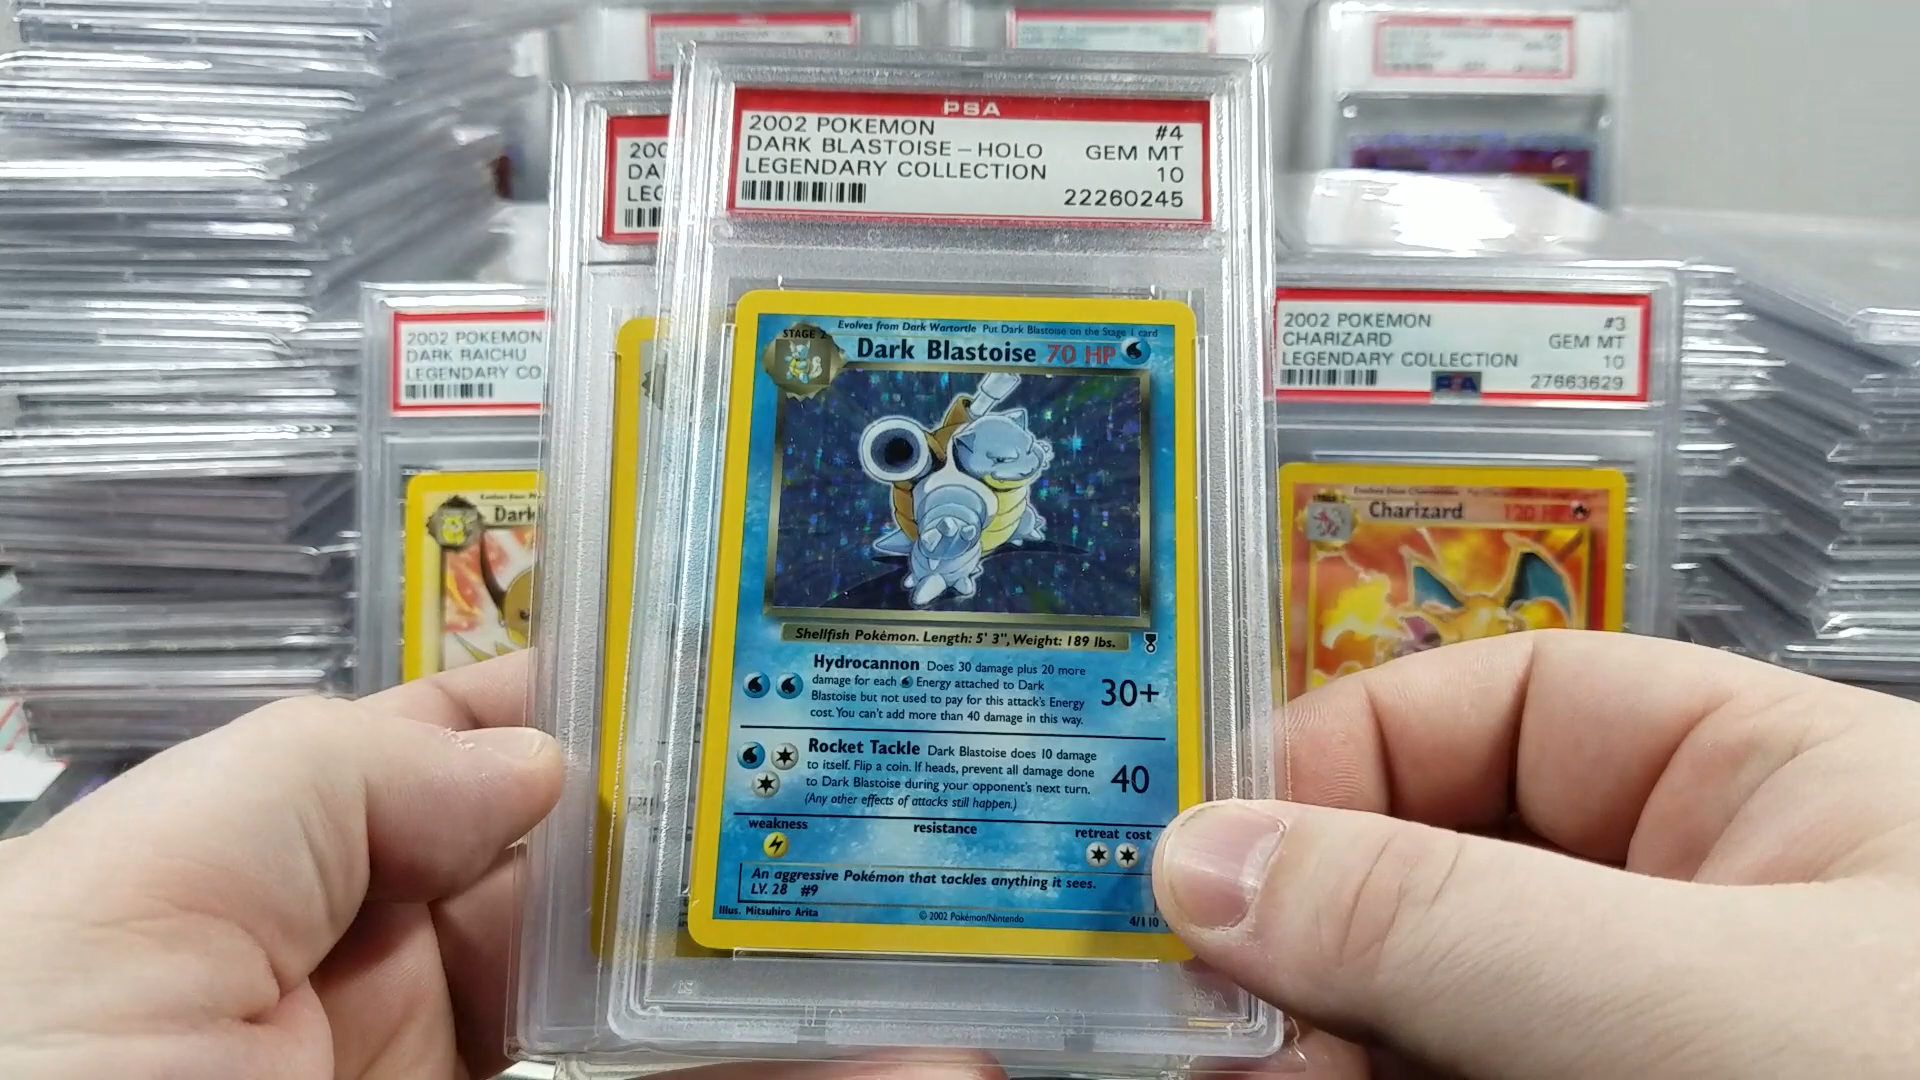 PSA
2002 POKEMON #4
DARK BLASTOISE - HOLO GEM MT
LEGENDARY COLLECTION 10
22260245
STAGE 2
Evolves from Dark Wartortle Put Dark Blastoise on the Stage 1 card
Dark Blastoise 70 HP
Shellfish Pokémon. Length: 5' 3", Weight: 189 lbs.
Hydrocannon Does 30 damage plus 20 more
damage for each Energy attached to Dark
Blastoise but not used to pay for this attack's Energy
cost. You can't add more than 40 damage in this way.
30+
Rocket Tackle Dark Blastoise does 10 damage
to itself. Flip a coin. If heads, prevent all damage done
to Dark Blastoise during your opponent's next turn.
(Any other effects of attacks still happen.)
40
weakness resistance retreat cost
An aggressive Pokémon that tackles anything it sees.
LV. 28 #9
Illus. Mitsuhiro Arita © 2002 Pokémon/Nintendo 4/110
200
DA
LEG
2002 POKEMON
DARK RAICHU
LEGENDARY CO
Dark
2002 POKEMON #3
CHARIZARD GEM MT
LEGENDARY COLLECTION 10
PSA 27663629
Charizard 120 HP